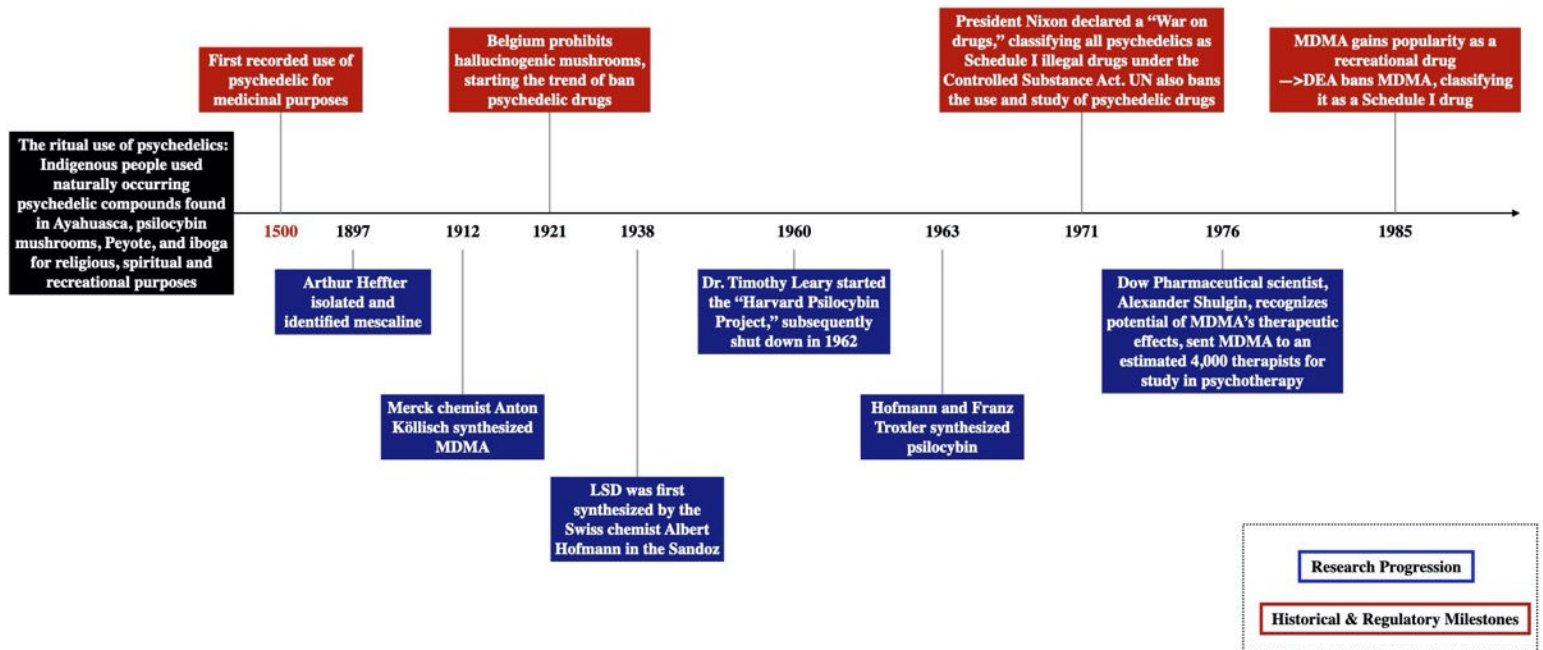 First recorded use of
psychedelic for
medicinal purposes
Belgium prohibits
hallucinogenic mushrooms,
starting the trend of ban
psychedelic drugs
President Nixon declared a “War on
drugs,” classifying all psychedelics as
Schedule I illegal drugs under the
Controlled Substance Act. UN also bans
the use and study of psychedelic drugs
MDMA gains popularity as a
recreational drug
—>DEA bans MDMA, classifying
it as a Schedule I drug
The ritual use of psychedelics:
Indigenous people used
naturally occurring
psychedelic compounds found
in Ayahuasca, psilocybin
mushrooms, Peyote, and iboga
for religious, spiritual and
recreational purposes
1500
1897
1912
1921
1938
1960
1963
1971
1976
1985
Arthur Heffter
isolated and
identified mescaline
Merck chemist Anton
Köllisch synthesized
MDMA
LSD was first
synthesized by the
Swiss chemist Albert
Hofmann in the Sandoz
Dr. Timothy Leary started
the “Harvard Psilocybin
Project,” subsequently
shut down in 1962
Hofmann and Franz
Troxler synthesized
psilocybin
Dow Pharmaceutical scientist,
Alexander Shulgin, recognizes
potential of MDMA’s therapeutic
effects, sent MDMA to an
estimated 4,000 therapists for
study in psychotherapy
Research Progression
Historical & Regulatory Milestones